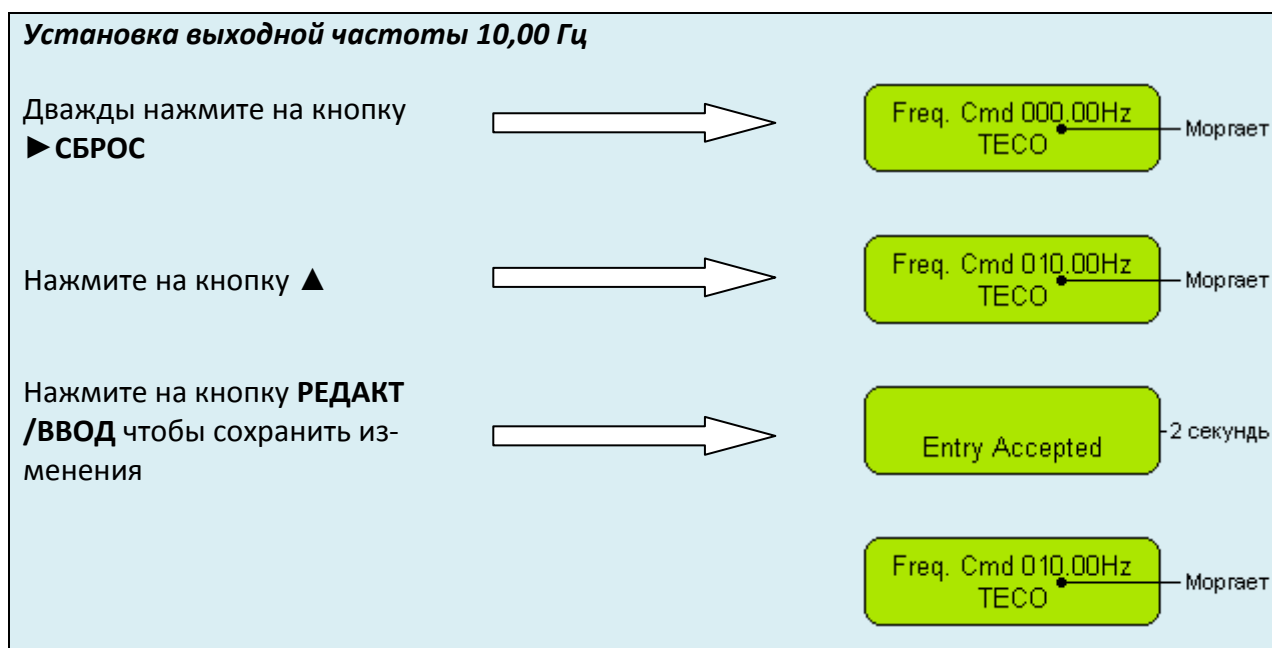 Установка выходной частоты 10,00 Гц
Дважды нажмите на кнопку
►СБРОС
Freq. Cmd 000.00Hz
TECO
Моргает
Нажмите на кнопку ▲
Freq. Cmd 010.00Hz
TECO
Моргает
Нажмите на кнопку РЕДАКТ
/ВВОД чтобы сохранить из-
менения
Entry Accepted
2 секунды
Freq. Cmd 010.00Hz
TECO
Моргает